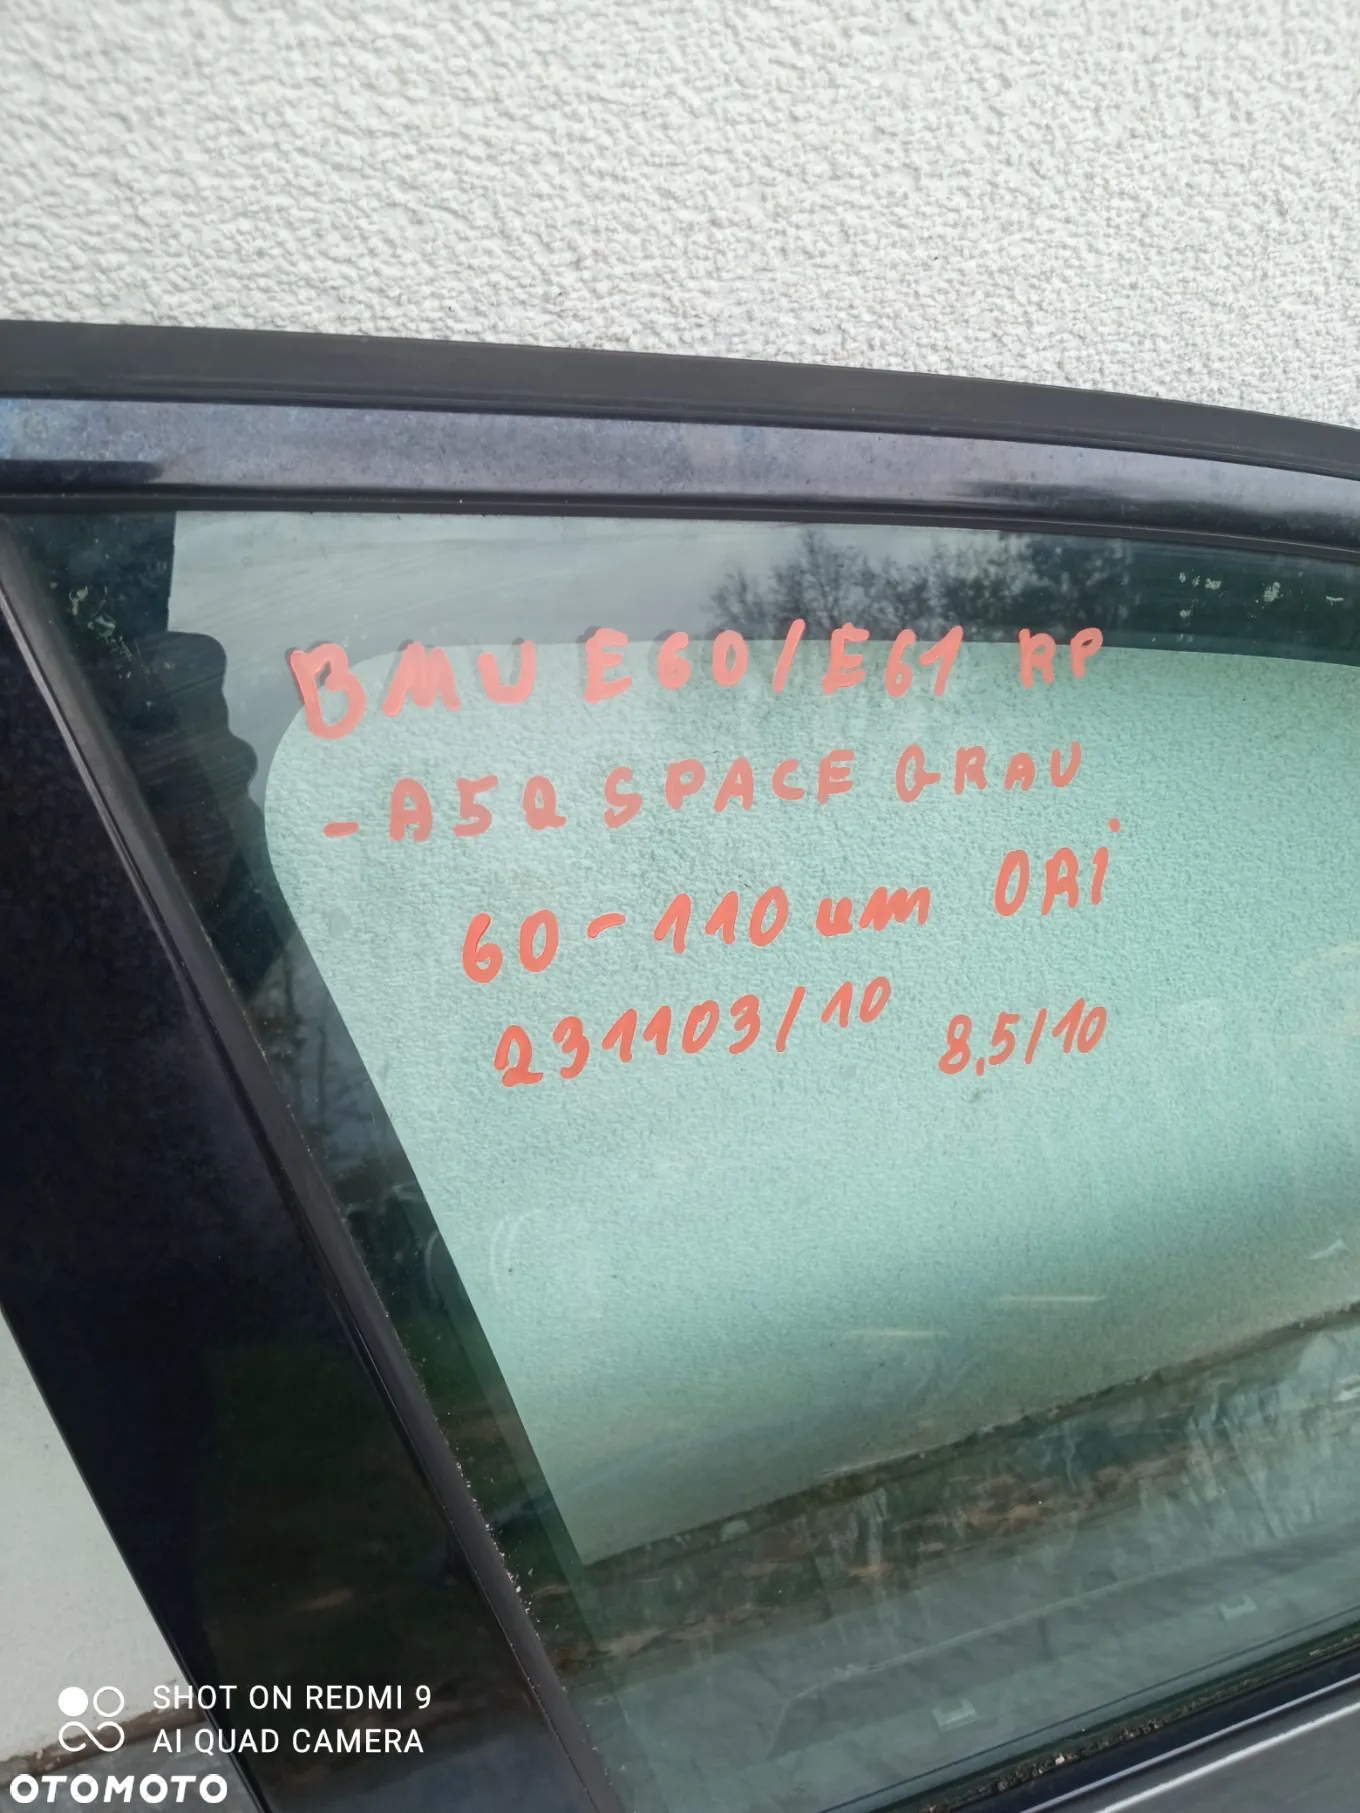 BMW E60/E61 RP
-A52 SPACE GRAU
60-110 um ORi
231103/10 8,5/10
SHOT ON REDMI 9
AI QUAD CAMERA
OTOMOTO